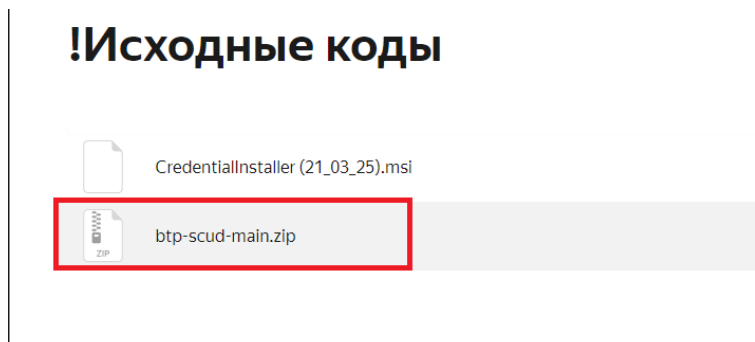 !Исходные коды
CredentialInstaller (21_03_25).msi
btp-scud-main.zip
ZIP